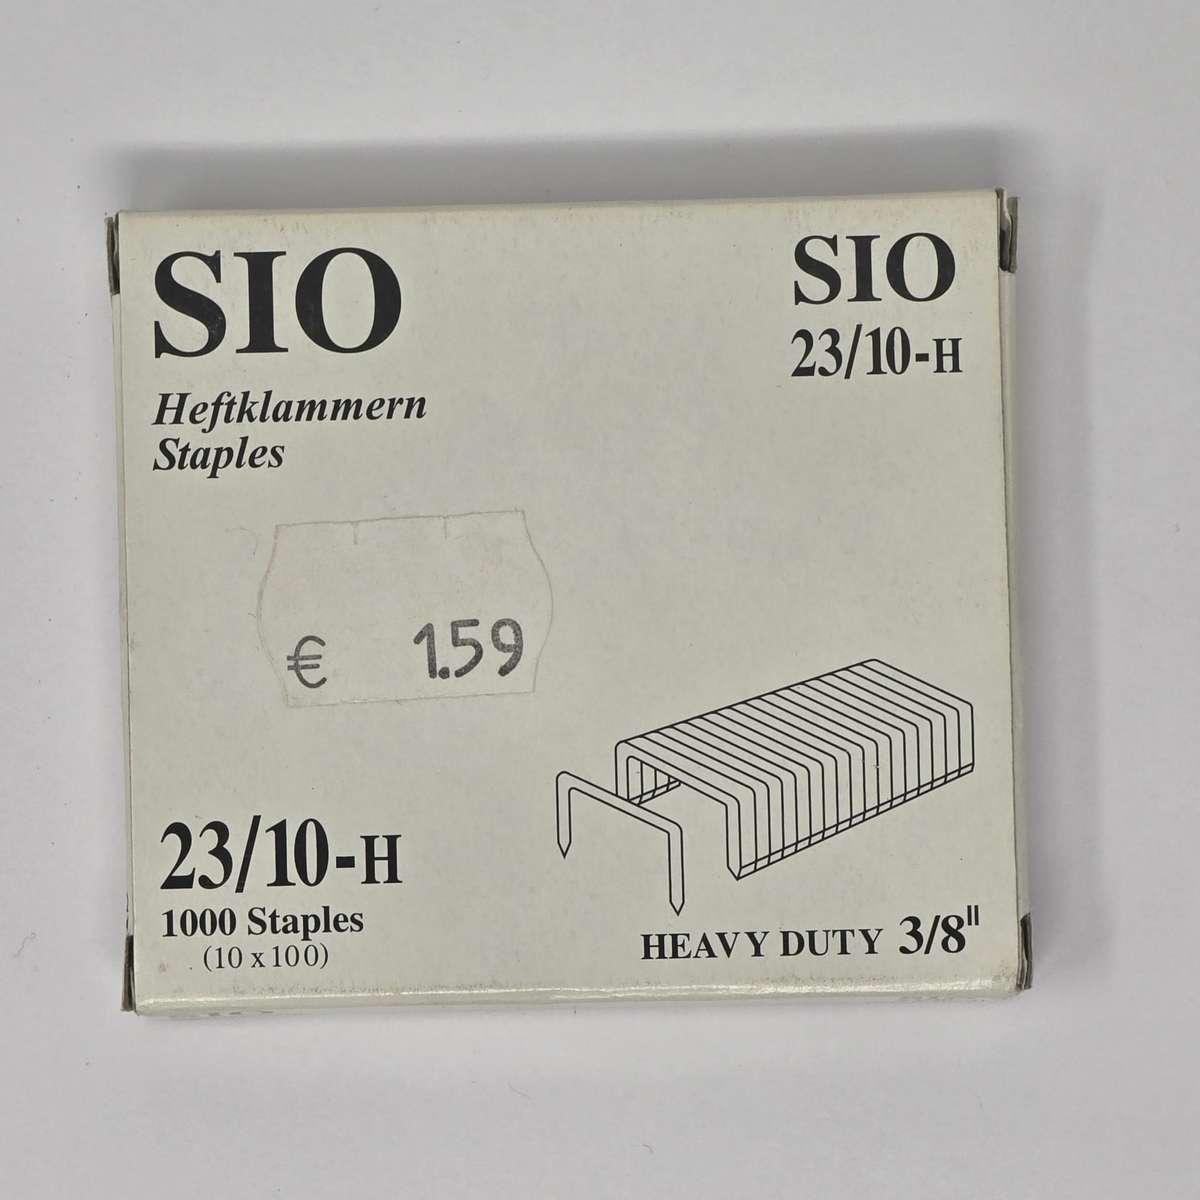 SIO
Heftklammern
Staples
SIO
23/10-H
€ 1.59
23/10-H
1000 Staples
(10 x 100)
HEAVY DUTY 3/8"